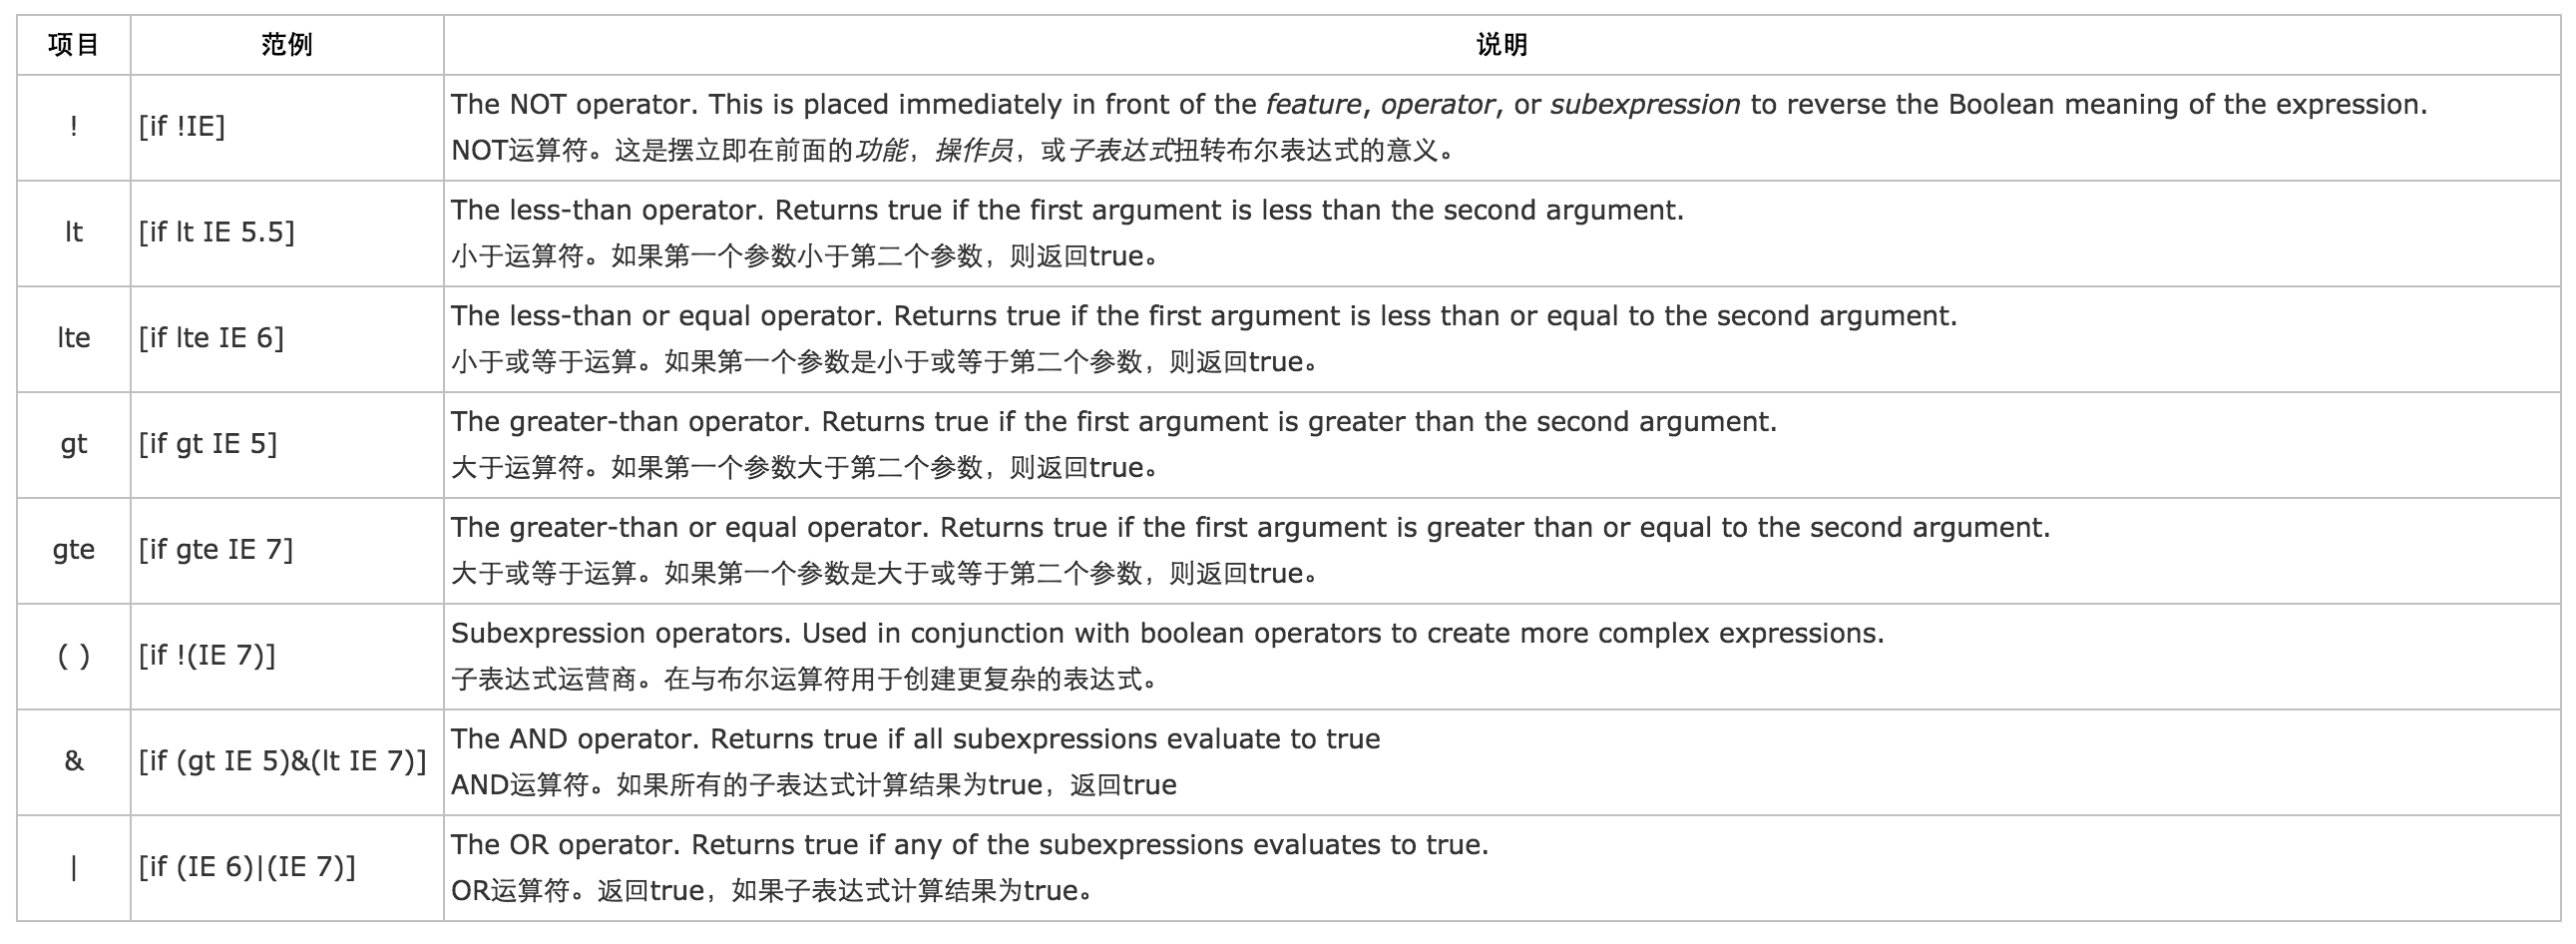 项目 范例 说明
! [if !IE] The NOT operator. This is placed immediately in front of the feature, operator, or subexpression to reverse the Boolean meaning of the expression.
NOT运算符。这是摆立即在前面的功能，操作员，或子表达式扭转布尔表达式的意义。
lt [if lt IE 5.5] The less-than operator. Returns true if the first argument is less than the second argument.
小于运算符。如果第一个参数小于第二个参数，则返回true。
lte [if lte IE 6] The less-than or equal operator. Returns true if the first argument is less than or equal to the second argument.
小于或等于运算。如果第一个参数是小于或等于第二个参数，则返回true。
gt [if gt IE 5] The greater-than operator. Returns true if the first argument is greater than the second argument.
大于运算符。如果第一个参数大于第二个参数，则返回true。
gte [if gte IE 7] The greater-than or equal operator. Returns true if the first argument is greater than or equal to the second argument.
大于或等于运算。如果第一个参数是大于或等于第二个参数，则返回true。
( ) [if !(IE 7)] Subexpression operators. Used in conjunction with boolean operators to create more complex expressions.
子表达式运营商。在与布尔运算符用于创建更复杂的表达式。
& [if (gt IE 5)&(lt IE 7)] The AND operator. Returns true if all subexpressions evaluate to true
AND运算符。如果所有的子表达式计算结果为true，返回true
| [if (IE 6)|(IE 7)] The OR operator. Returns true if any of the subexpressions evaluates to true.
OR运算符。返回true，如果子表达式计算结果为true。